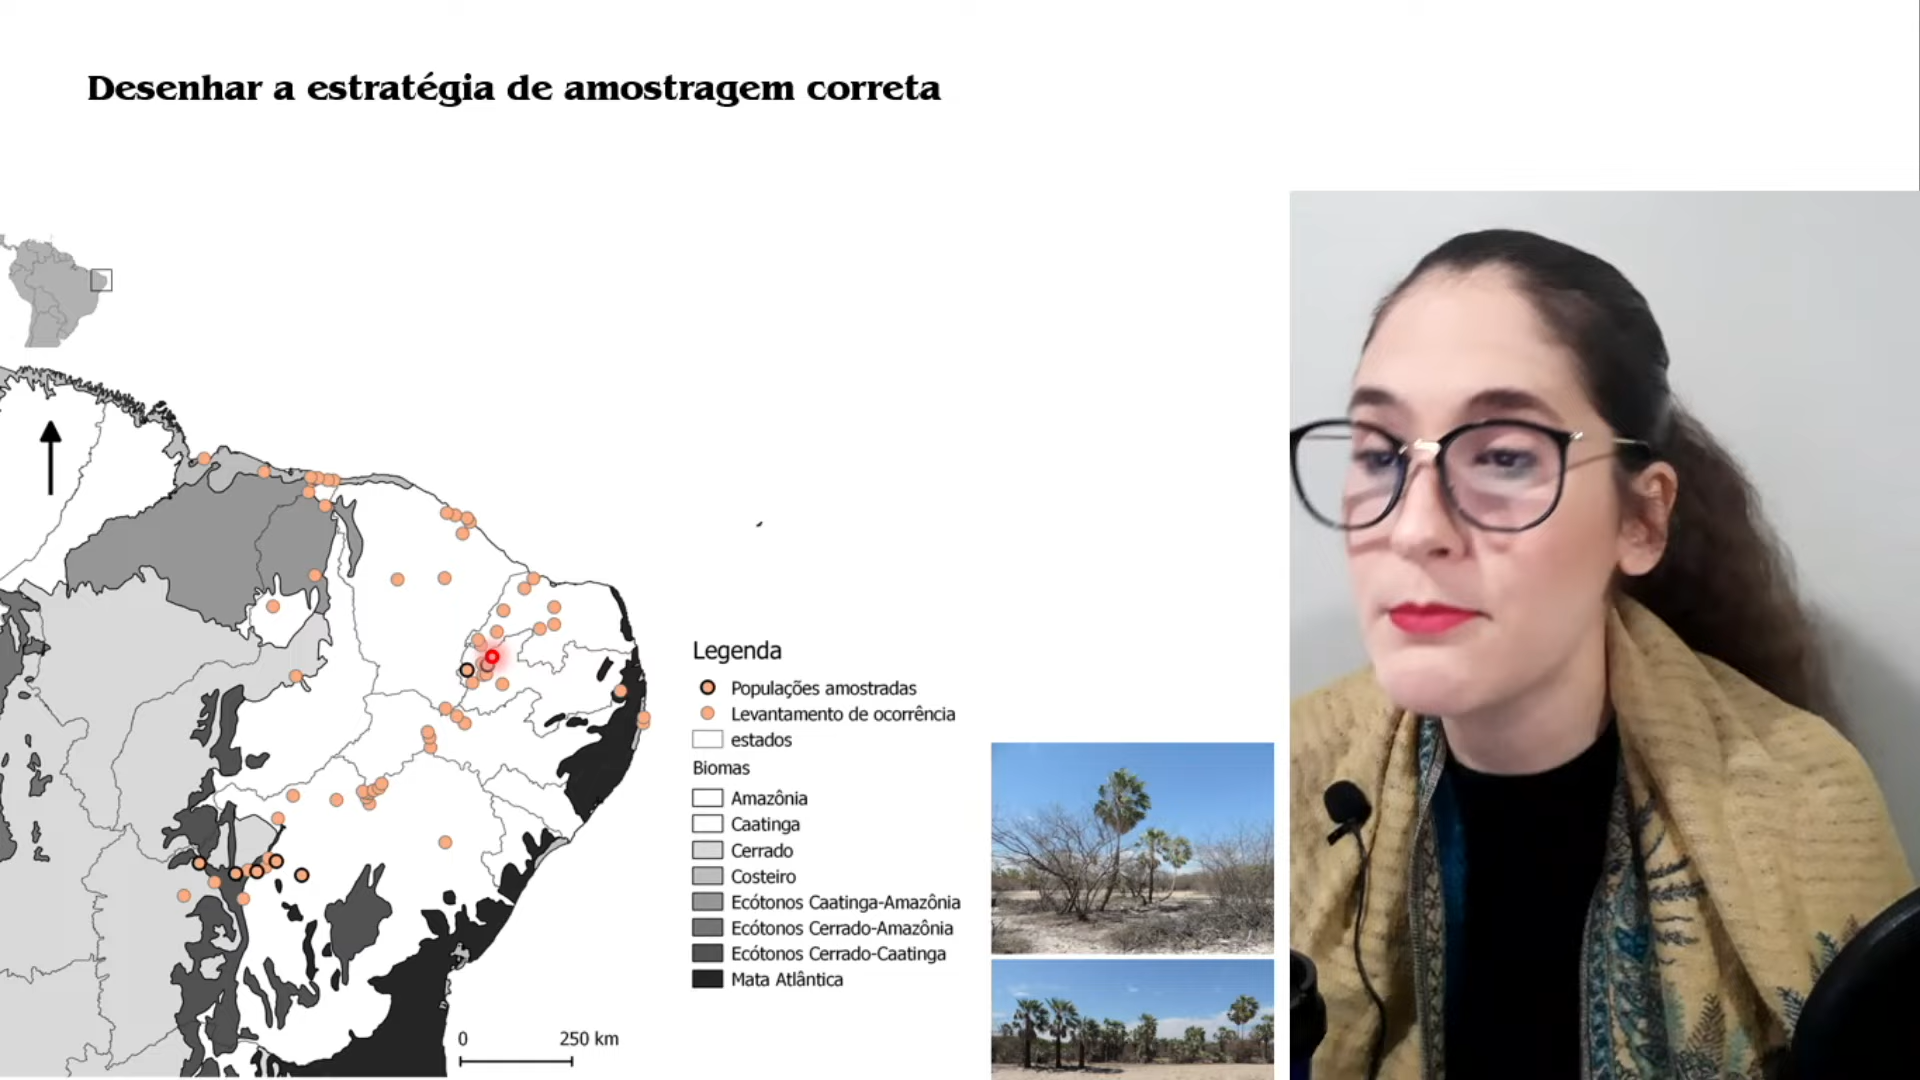 Desenhar a estratégia de amostragem correta
Legenda
Populações amostradas
Levantamento de ocorrência
estados
Biomas
Amazônia
Caatinga
Cerrado
Costeiro
Ecótonos Caatinga-Amazônia
Ecótonos Cerrado-Amazônia
Ecótonos Cerrado-Caatinga
Mata Atlântica
0 250 km